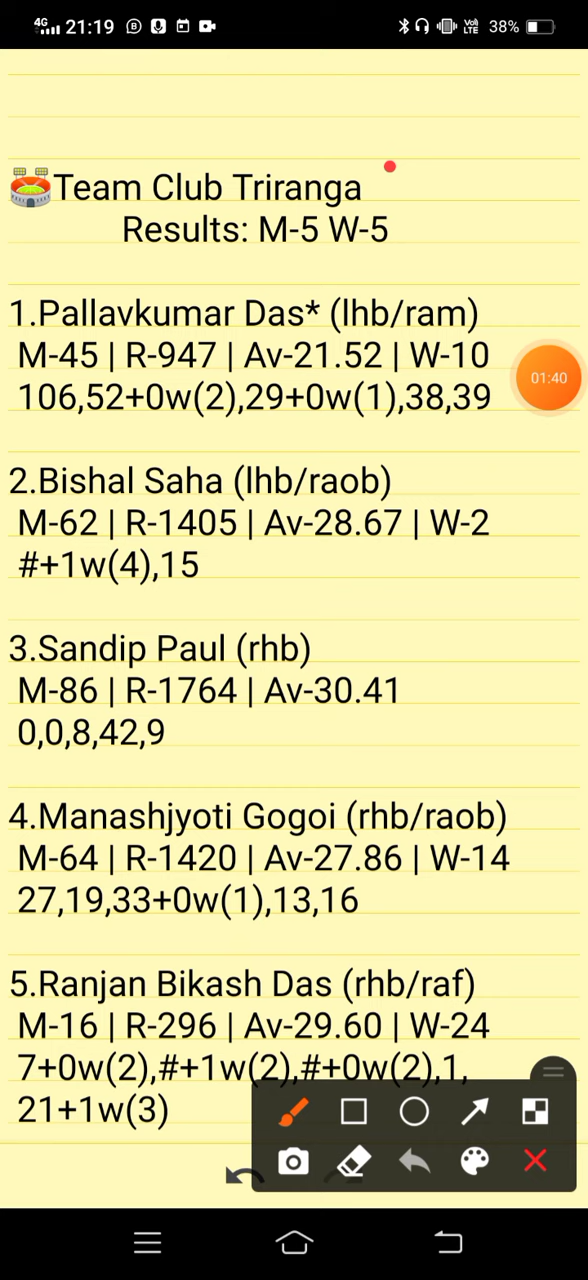 4G 21:19 VoI LTE 38%
Team Club Triranga
Results: M-5 W-5
1.Pallavkumar Das* (lhb/ram)
M-45 | R-947 | Av-21.52 | W-10
01:40
106,52+0w(2),29+0w(1),38,39
2.Bishal Saha (lhb/raob)
M-62 | R-1405 | Av-28.67 | W-2
#+1w(4),15
3.Sandip Paul (rhb)
M-86 | R-1764 | Av-30.41
0,0,8,42,9
4.Manashjyoti Gogoi (rhb/raob)
M-64 | R-1420 | Av-27.86 | W-14
27,19,33+0w(1),13,16
5.Ranjan Bikash Das (rhb/raf)
M-16 | R-296 | Av-29.60 | W-24
7+0w(2),#+1w(2),#+0w(2),1,
21+1w(3)